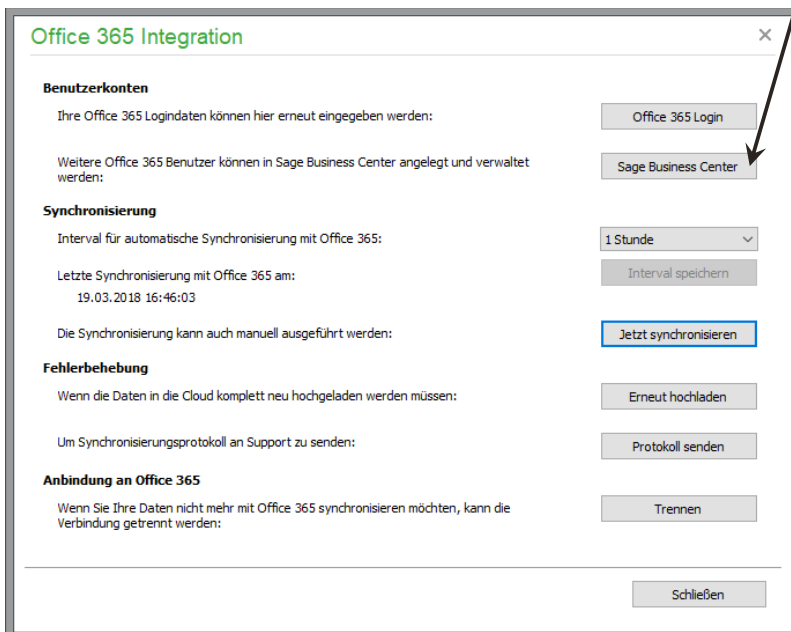 Office 365 Integration
Benutzerkonten
Ihre Office 365 Logindaten können hier erneut eingegeben werden:
Office 365 Login
Weitere Office 365 Benutzer können in Sage Business Center angelegt und verwaltet
werden:
Sage Business Center
Synchronisierung
Interval für automatische Synchronisierung mit Office 365:
1 Stunde
Letzte Synchronisierung mit Office 365 am:
Interval speichern
19.03.2018 16:46:03
Die Synchronisierung kann auch manuell ausgeführt werden:
Jetzt synchronisieren
Fehlerbehebung
Wenn die Daten in die Cloud komplett neu hochgeladen werden müssen:
Erneut hochladen
Um Synchronisierungsprotokoll an Support zu senden:
Protokoll senden
Anbindung an Office 365
Wenn Sie Ihre Daten nicht mehr mit Office 365 synchronisieren möchten, kann die
Verbindung getrennt werden:
Trennen
Schließen